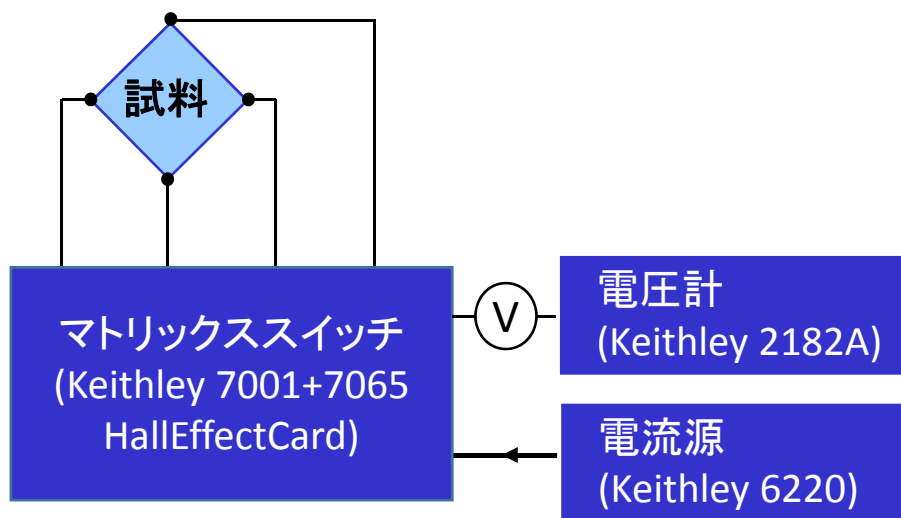 試料
マトリックススイッチ
(Keithley 7001+7065
HallEffectCard)
V
電圧計
(Keithley 2182A)
電流源
(Keithley 6220)